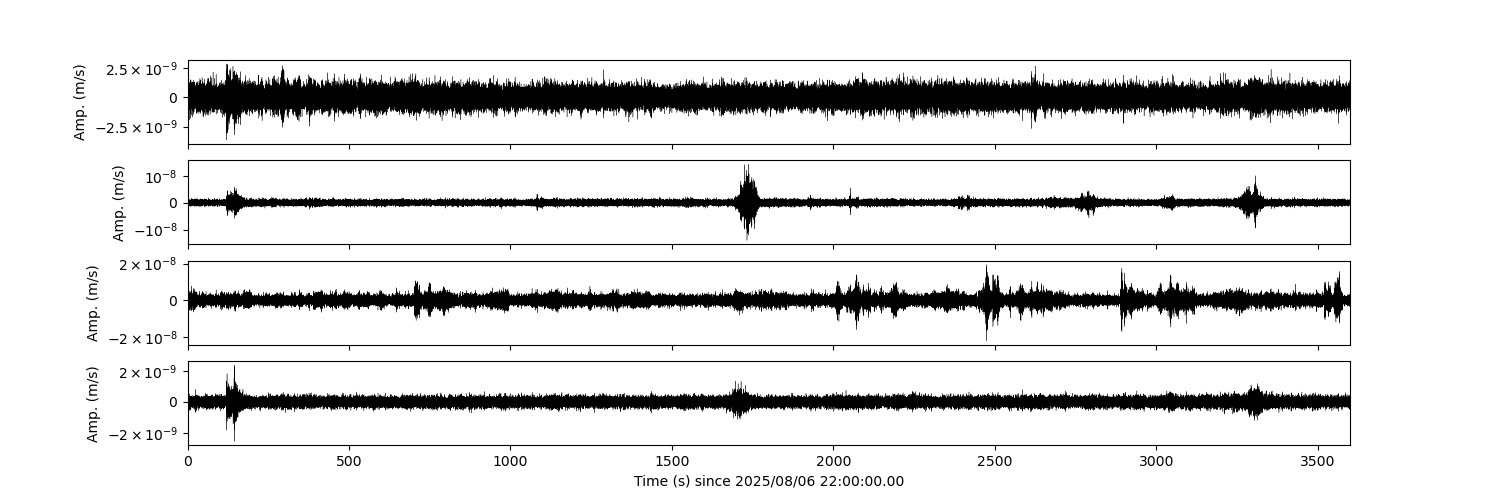 Amp. (m/s)
2.5 × 10⁻⁹
0
−2.5 × 10⁻⁹
Amp. (m/s)
10⁻⁸
0
−10⁻⁸
Amp. (m/s)
2 × 10⁻⁸
0
−2 × 10⁻⁸
Amp. (m/s)
2 × 10⁻⁹
0
−2 × 10⁻⁹
0 500 1000 1500 2000 2500 3000 3500
Time (s) since 2025/08/06 22:00:00.00